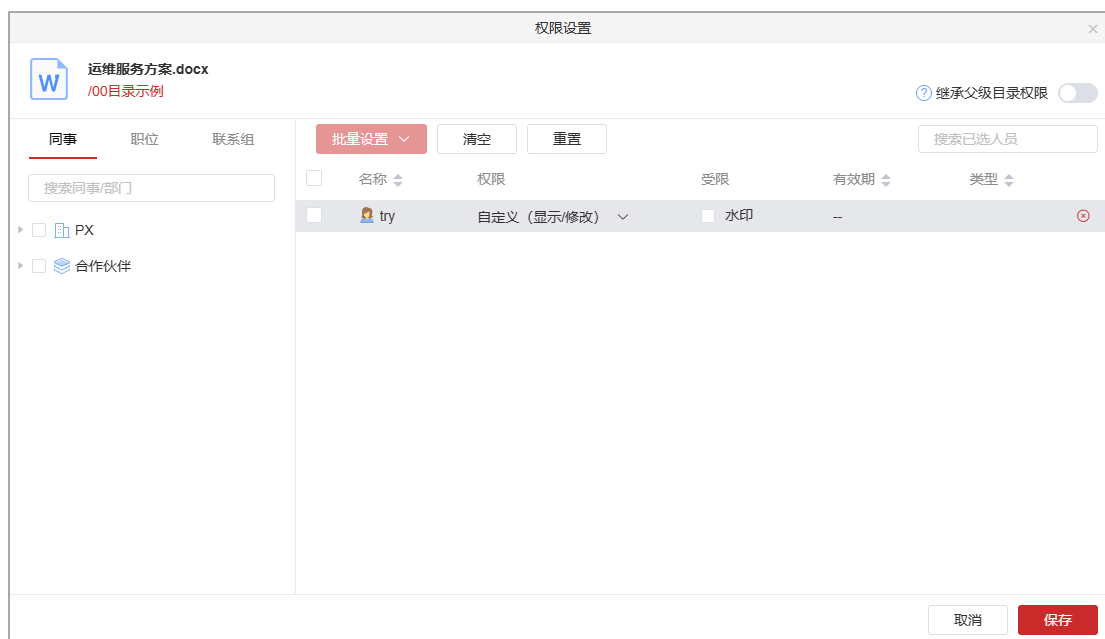 权限设置
W
运维服务方案.docx
/00目录示例
? 继承父级目录权限
同事 职位 联系组
批量设置 清空 重置 搜索已选人员
搜索同事/部门
名称 权限 受限 有效期 类型
try 自定义（显示/修改） 水印 --
PX
合作伙伴
取消 保存